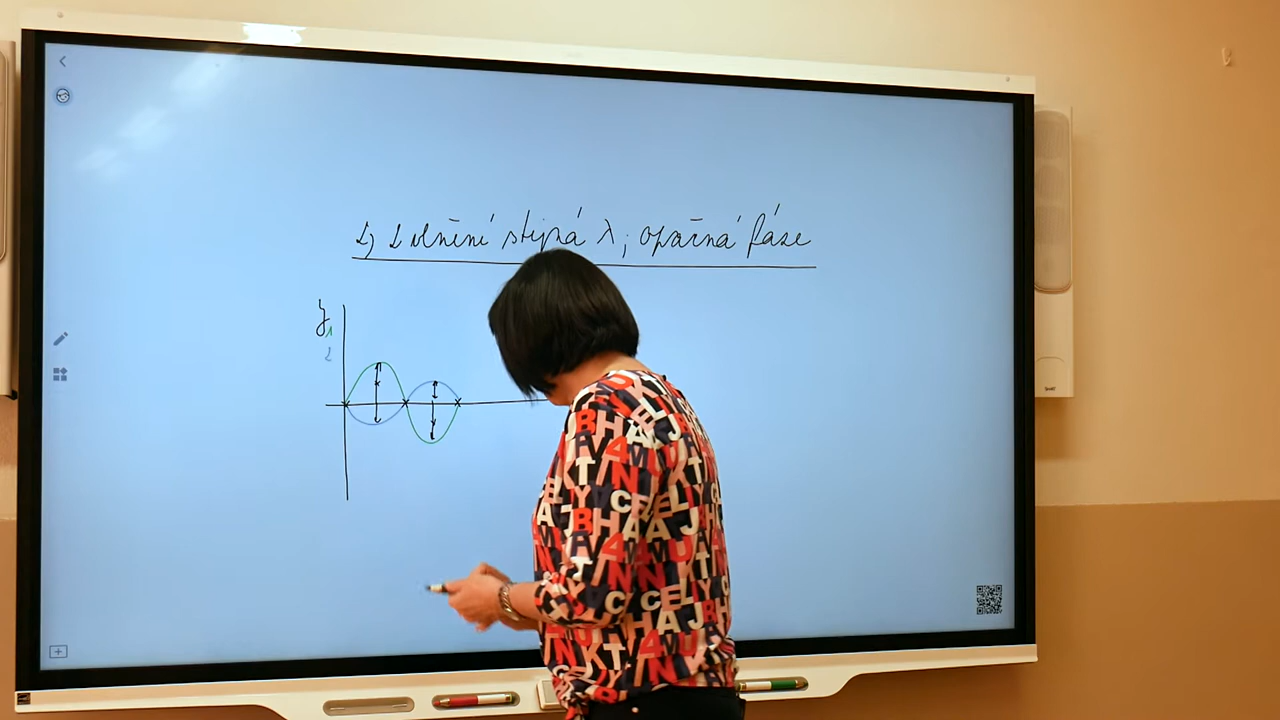 2) 2 vlnění stejná λ; opačná fáze
y
1
2